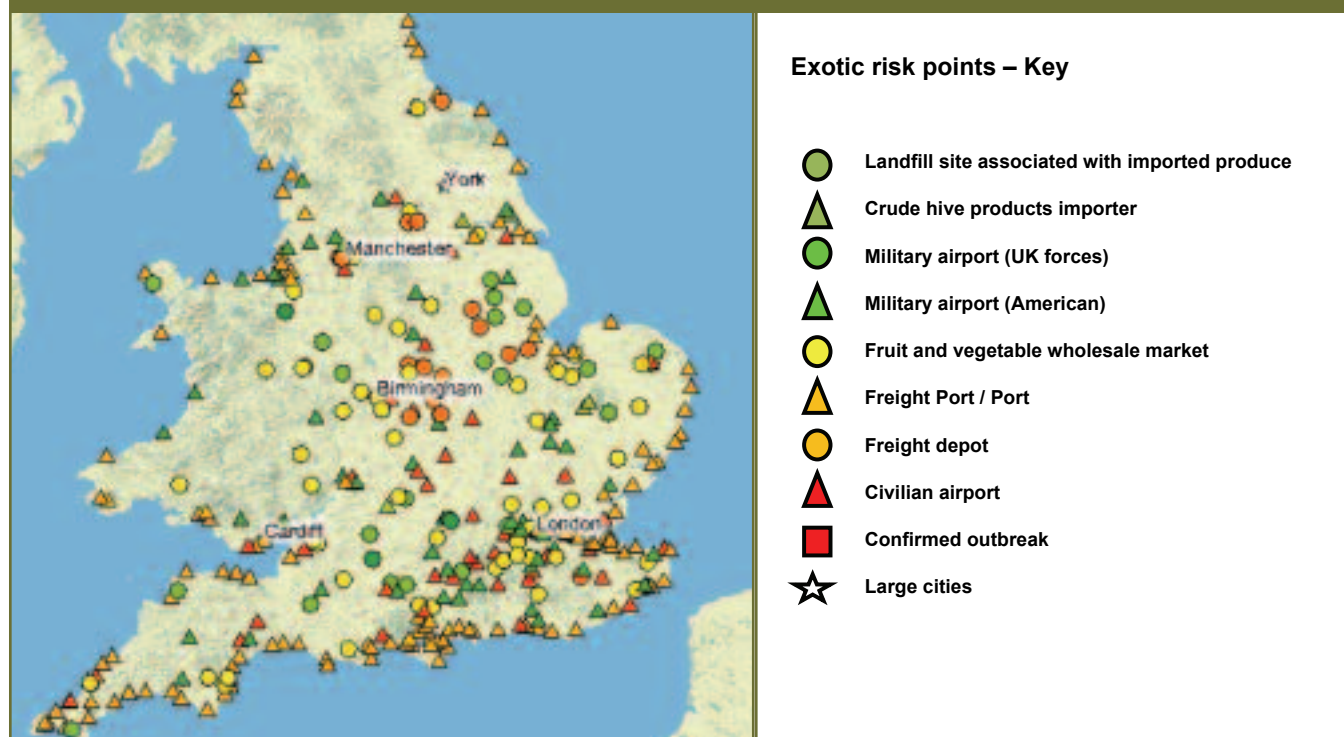 Exotic risk points – Key
Landfill site associated with imported produce
Crude hive products importer
Military airport (UK forces)
Military airport (American)
Fruit and vegetable wholesale market
Freight Port / Port
Freight depot
Civilian airport
Confirmed outbreak
Large cities
York
Manchester
Birmingham
Cardiff
London